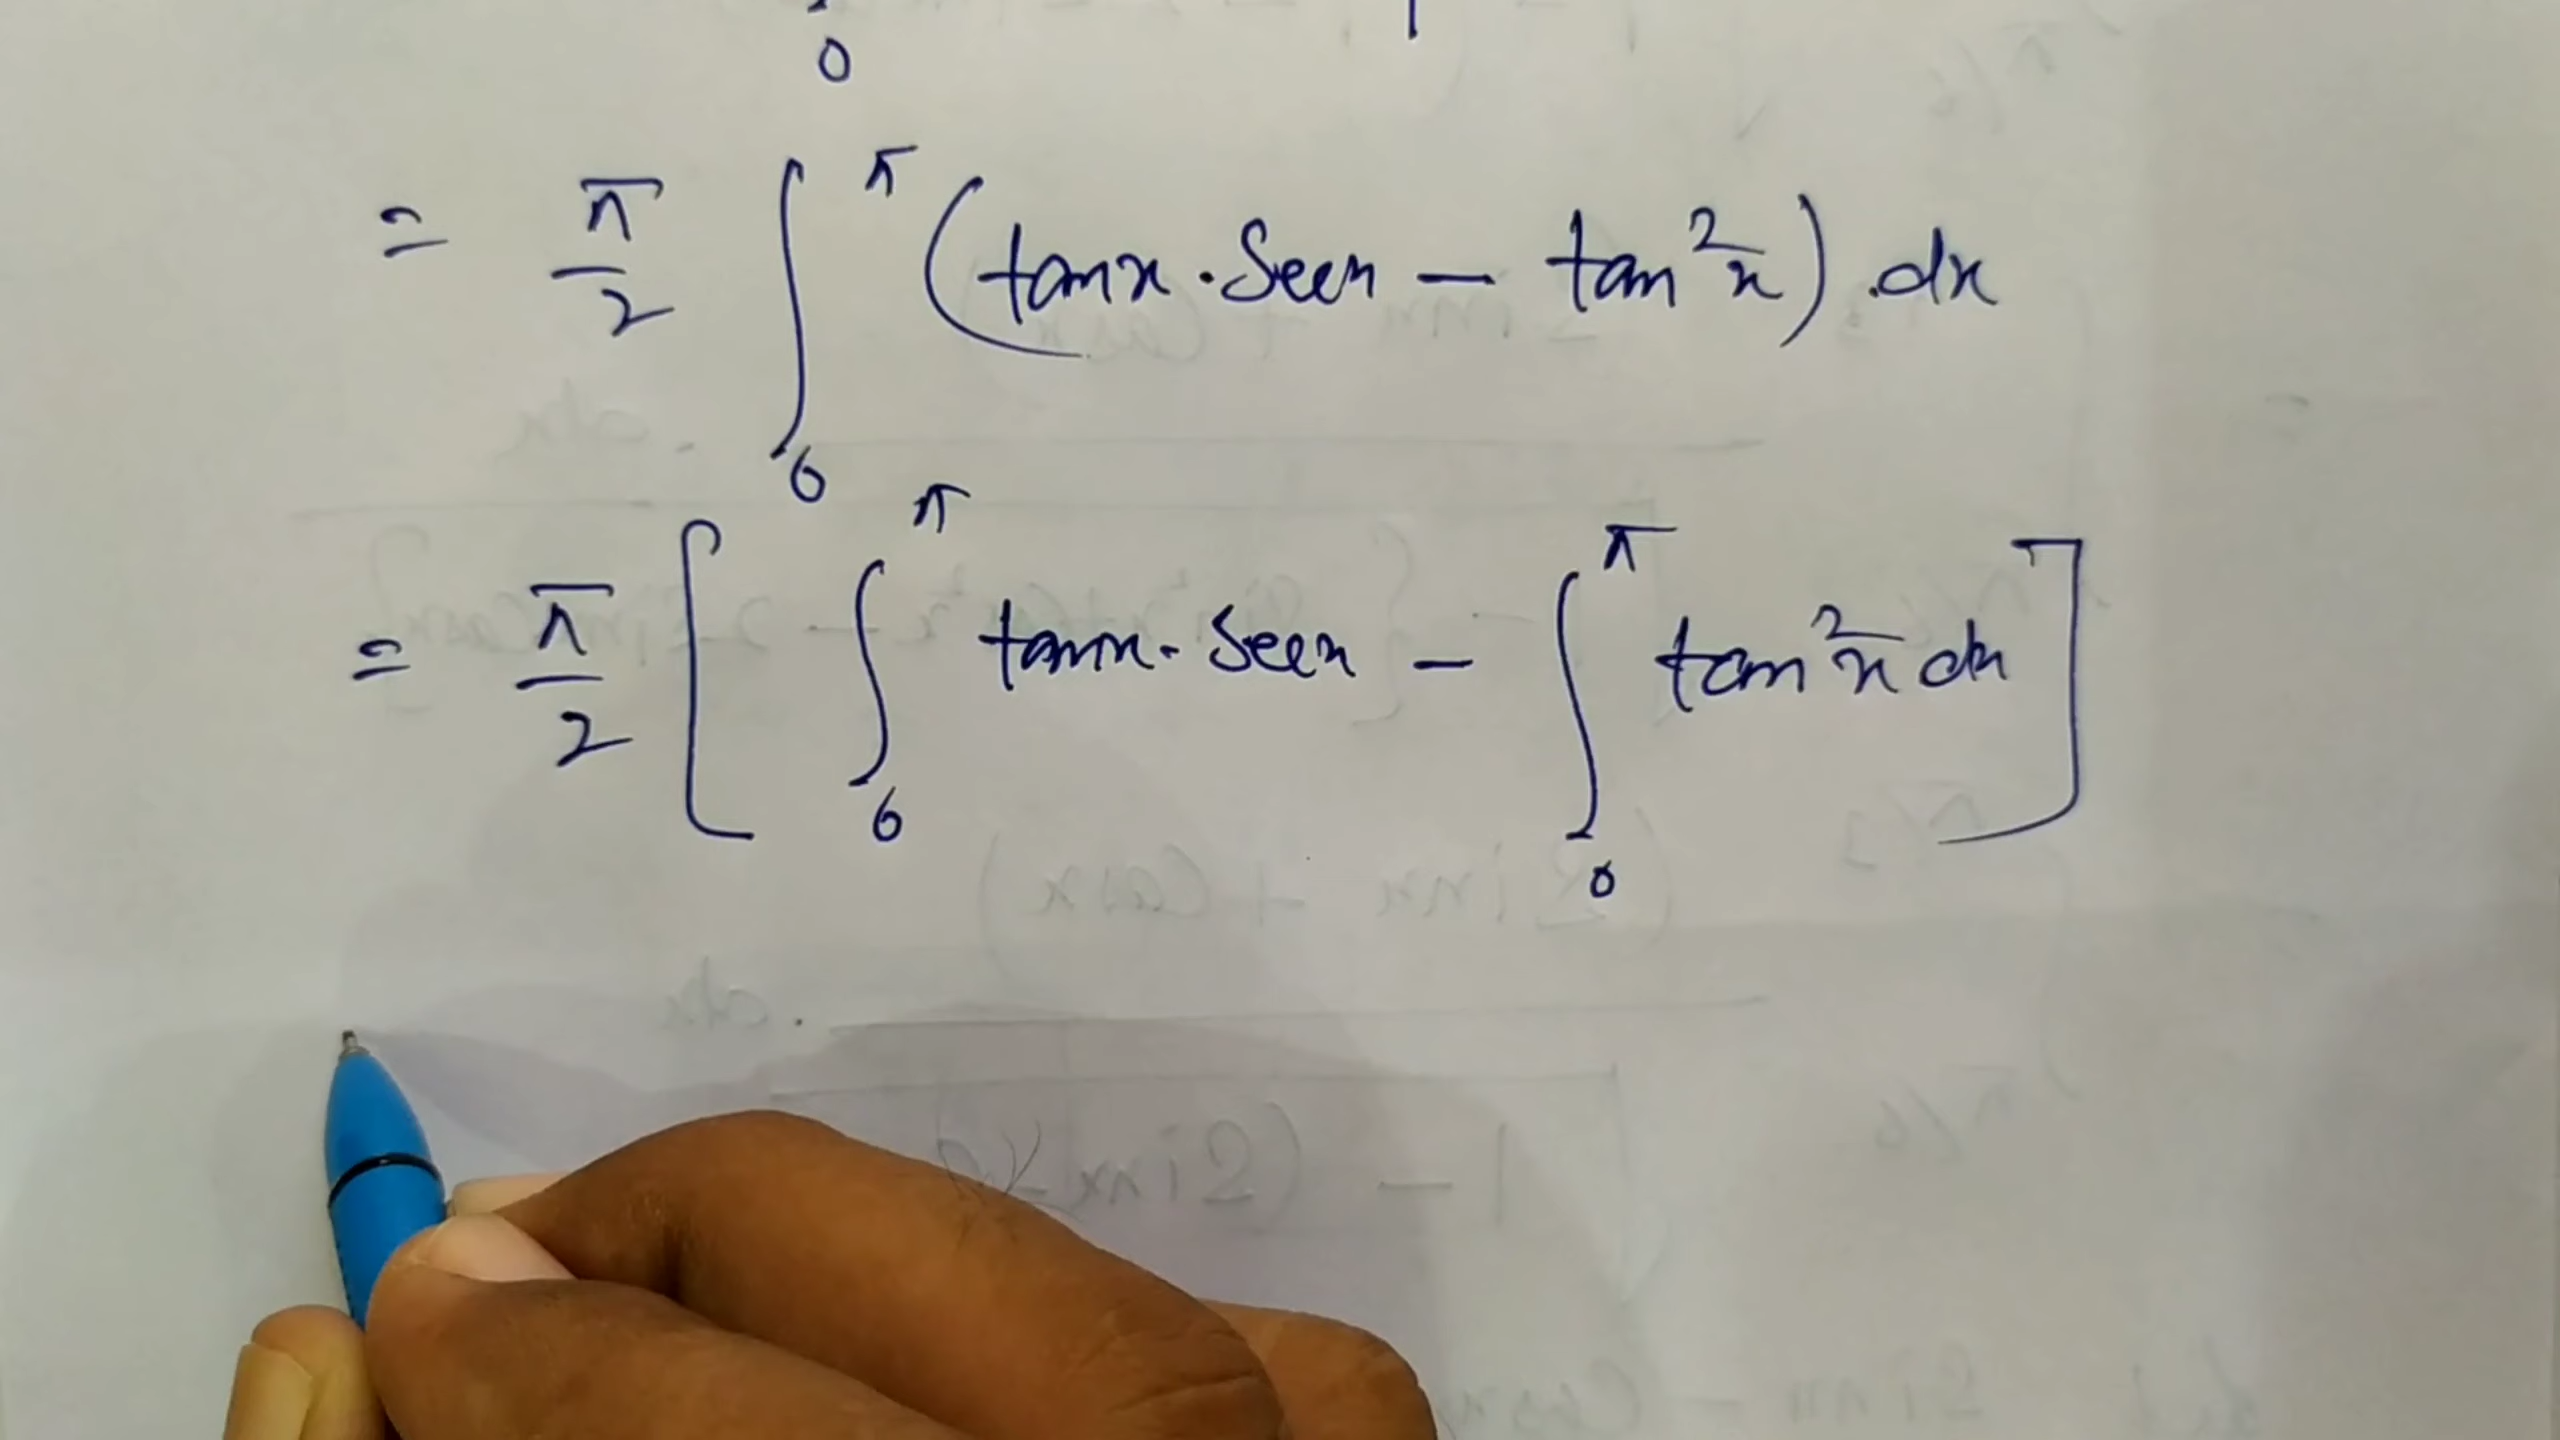 0
= π/2 ∫₀^π (tanx · Secx − tan²x) .dx
= π/2 [ ∫₀^π tanx · Secx − ∫₀^π tan²x dx ]